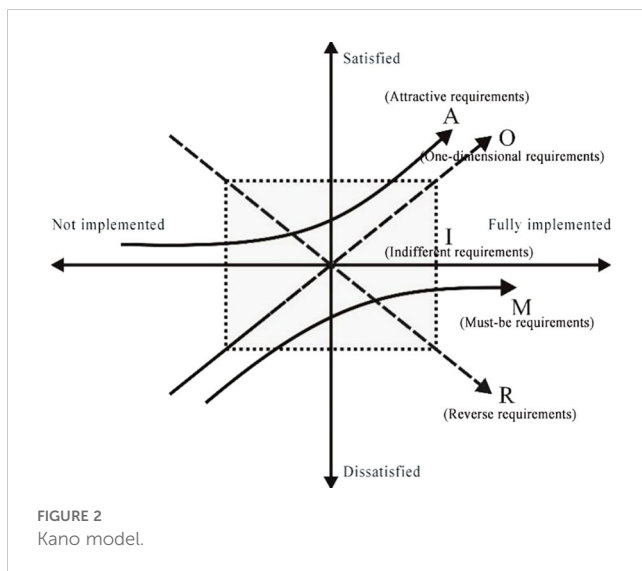 Satisfied
(Attractive requirements)
A
O
(One-dimensional requirements)
Not implemented
I
Fully implemented
(Indifferent requirements)
M
(Must-be requirements)
R
(Reverse requirements)
Dissatisfied
FIGURE 2
Kano model.